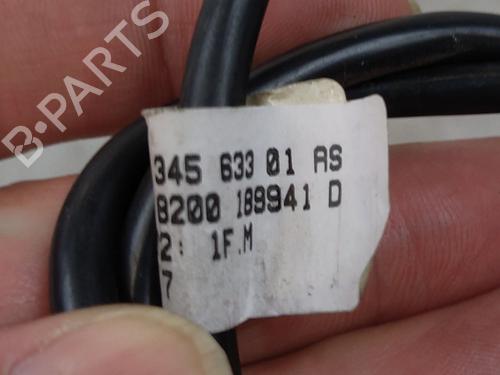 B-PARTS
345 633 01 AS
8200 189941 D
2: 1F.M
7